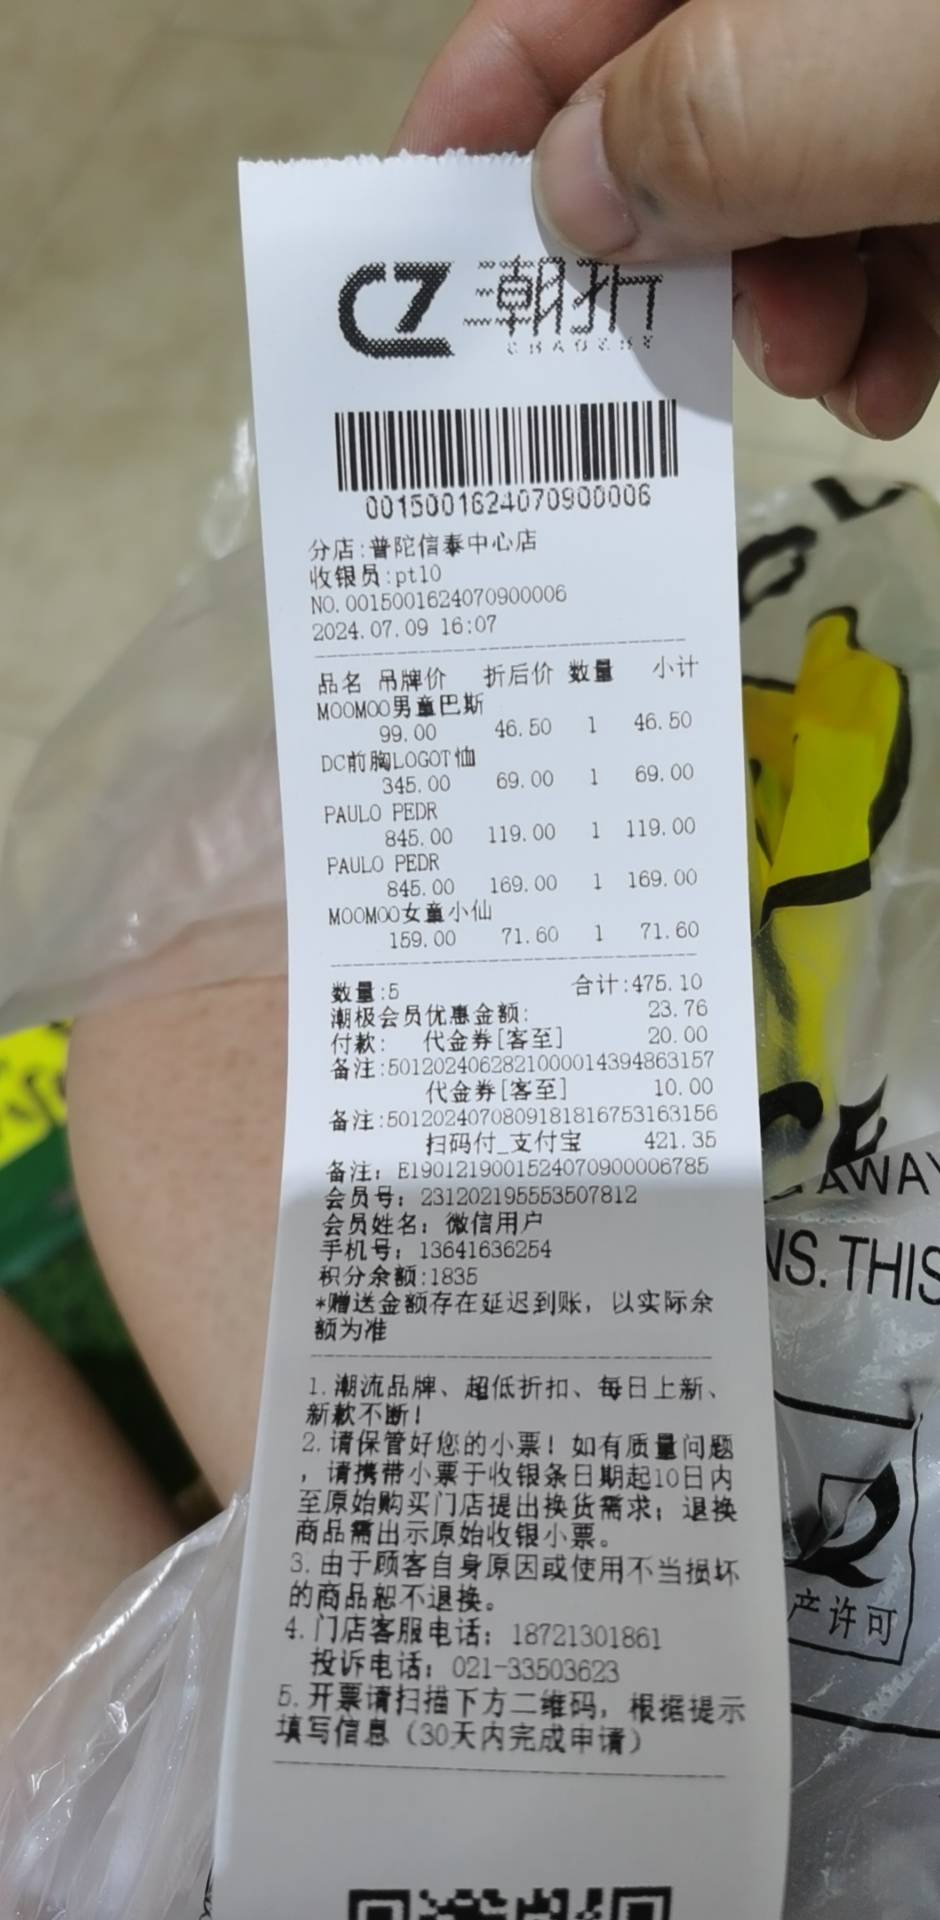 CZ 潮折
CHAOZHE
0015001624070900006
分店:普陀信泰中心店
收银员:pt10
NO.0015001624070900006
2024.07.09 16:07
品名 吊牌价 折后价 数量 小计
MOOMOO男童巴斯
99.00 46.50 1 46.50
DC前胸LOGOT恤
345.00 69.00 1 69.00
PAULO PEDR
845.00 119.00 1 119.00
PAULO PEDR
845.00 169.00 1 169.00
MOOMOO女童小仙
159.00 71.60 1 71.60
数量:5 合计:475.10
潮极会员优惠金额: 23.76
付款: 代金券[客至] 20.00
备注:5012024062821000014394863157
代金券[客至] 10.00
备注:50120240708091818167531631​56
扫码付_支付宝 421.35
备注: E19012190015240709000067​85
会员号: 231202195553507812
会员姓名: 微信用户
手机号: 13641636254
积分余额:1835
*赠送金额存在延迟到账, 以实际余
额为准
1.潮流品牌、超低折扣、每日上新、
新款不断!
2.请保管好您的小票! 如有质量问题
, 请携带小票于收银条日期起10日内
至原始购买门店提出换货需求; 退换
商品需出示原始收银小票。
3.由于顾客自身原因或使用不当损坏
的商品恕不退换。
4.门店客服电话: 18721301861
投诉电话: 021-33503623
5.开票请扫描下方二维码, 根据提示
填写信息 (30天内完成申请)
AWAY
NS.THIS
产许可